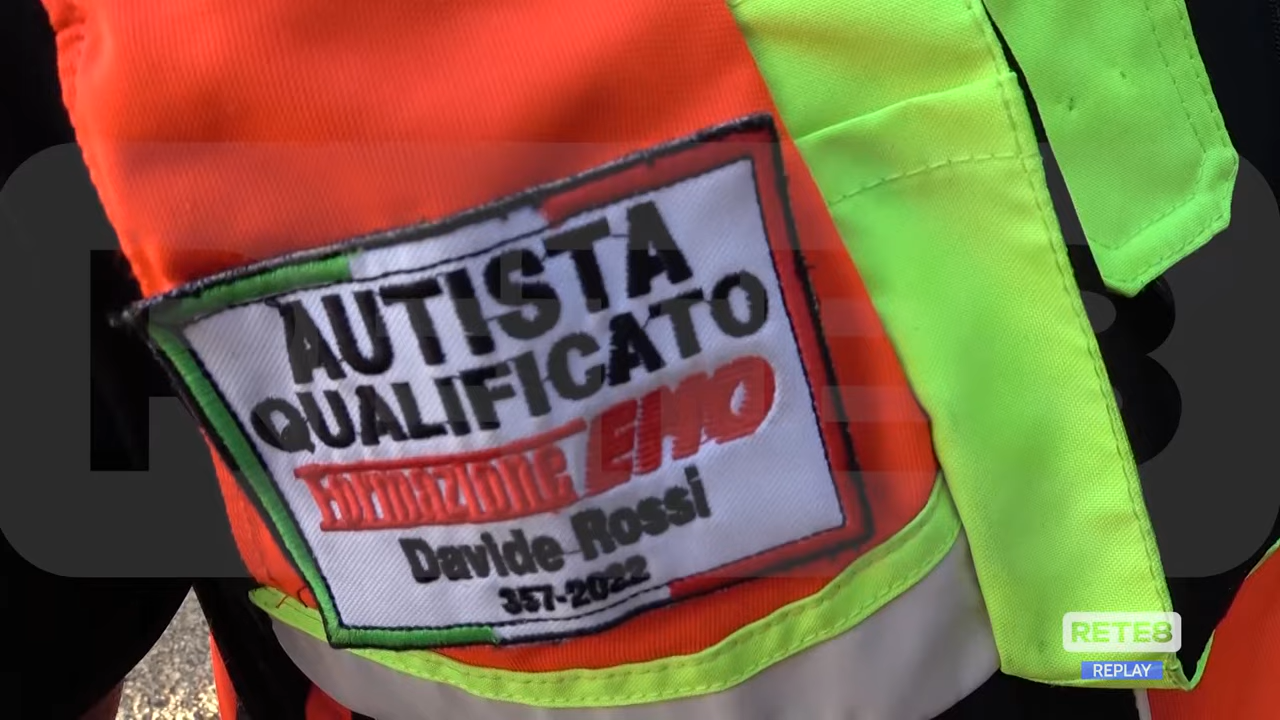 AUTISTA
QUALIFICATO
Formazione EMO
Davide Rossi
357-2022
RETE8
REPLAY